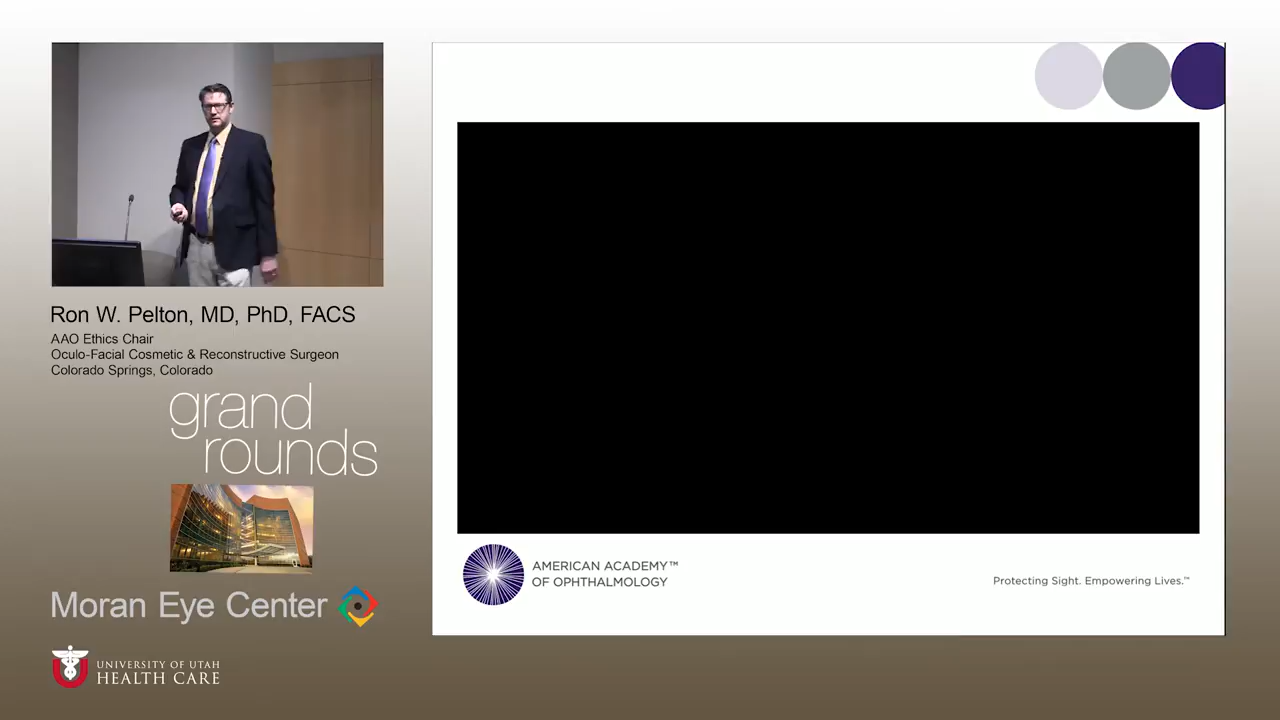 Ron W. Pelton, MD, PhD, FACS
AAO Ethics Chair
Oculo-Facial Cosmetic & Reconstructive Surgeon
Colorado Springs, Colorado
grand
rounds
Moran Eye Center
UNIVERSITY OF UTAH
HEALTH CARE
AMERICAN ACADEMY™
OF OPHTHALMOLOGY
Protecting Sight. Empowering Lives.™